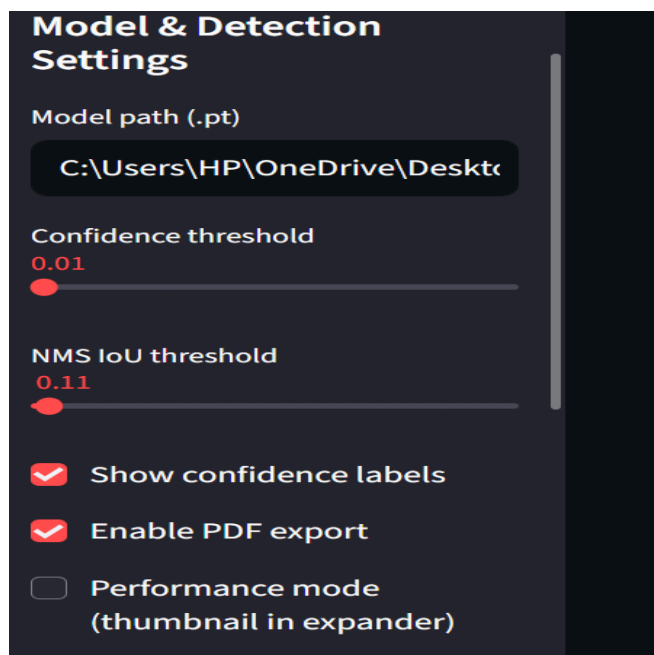 Model & Detection
Settings
Model path (.pt)
C:\Users\HP\OneDrive\Deskto
Confidence threshold
0.01
NMS IoU threshold
0.11
Show confidence labels
Enable PDF export
Performance mode
(thumbnail in expander)